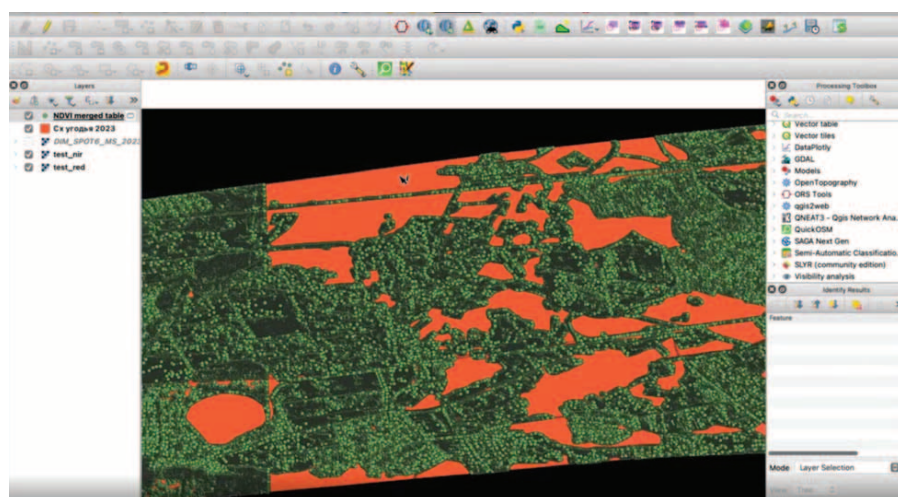 Layers
Processing Toolbox
NDVI merged table
Сх угодья 2023
DIM_SPOT6_MS_202
test_nir
test_red
Search...
Vector table
Vector tiles
DataPlotly
GDAL
Models
OpenTopography
ORS Tools
qgis2web
QNEAT3 - Qgis Network Ana...
QuickOSM
SAGA Next Gen
Semi-Automatic Classificatio...
SLYR (community edition)
Visibility analysis
Identify Results
Feature
Mode Layer Selection